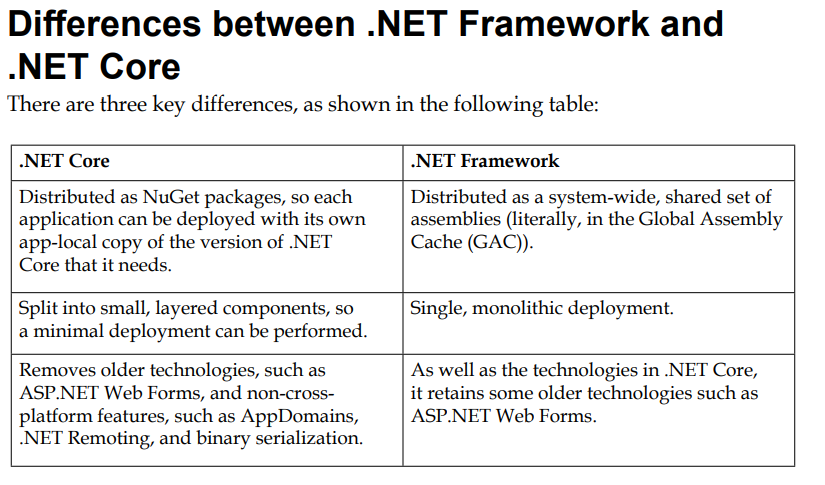 Differences between .NET Framework and
.NET Core
There are three key differences, as shown in the following table:
.NET Core
.NET Framework
Distributed as NuGet packages, so each
application can be deployed with its own
app-local copy of the version of .NET
Core that it needs.
Distributed as a system-wide, shared set of
assemblies (literally, in the Global Assembly
Cache (GAC)).
Split into small, layered components, so
a minimal deployment can be performed.
Single, monolithic deployment.
Removes older technologies, such as
ASP.NET Web Forms, and non-cross-
platform features, such as AppDomains,
.NET Remoting, and binary serialization.
As well as the technologies in .NET Core,
it retains some older technologies such as
ASP.NET Web Forms.